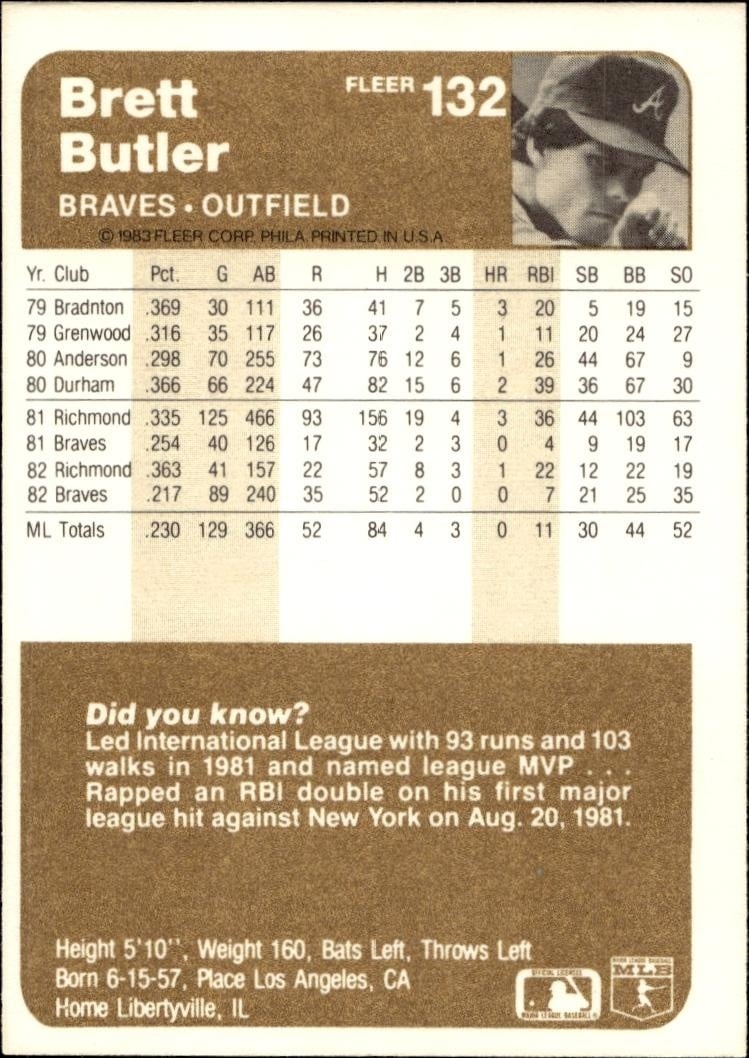 Brett
Butler
FLEER 132
BRAVES • OUTFIELD
© 1983 FLEER CORP. PHILA. PRINTED IN U.S.A
A
Yr. Club Pct. G AB R H 2B 3B HR RBI SB BB SO
79 Bradnton .369 30 111 36 41 7 5 3 20 5 19 15
79 Grenwood .316 35 117 26 37 2 4 1 11 20 24 27
80 Anderson .298 70 255 73 76 12 6 1 26 44 67 9
80 Durham .366 66 224 47 82 15 6 2 39 36 67 30
81 Richmond .335 125 466 93 156 19 4 3 36 44 103 63
81 Braves .254 40 126 17 32 2 3 0 4 9 19 17
82 Richmond .363 41 157 22 57 8 3 1 22 12 22 19
82 Braves .217 89 240 35 52 2 0 0 7 21 25 35
ML Totals .230 129 366 52 84 4 3 0 11 30 44 52
Did you know?
Led International League with 93 runs and 103
walks in 1981 and named league MVP . . .
Rapped an RBI double on his first major
league hit against New York on Aug. 20, 1981.
Height 5'10'', Weight 160, Bats Left, Throws Left
Born 6-15-57, Place Los Angeles, CA
Home Libertyville, IL
OFFICIAL LICENSEE
MAJOR LEAGUE BASEBALL
MAJOR LEAGUE BASEBALL
MLB